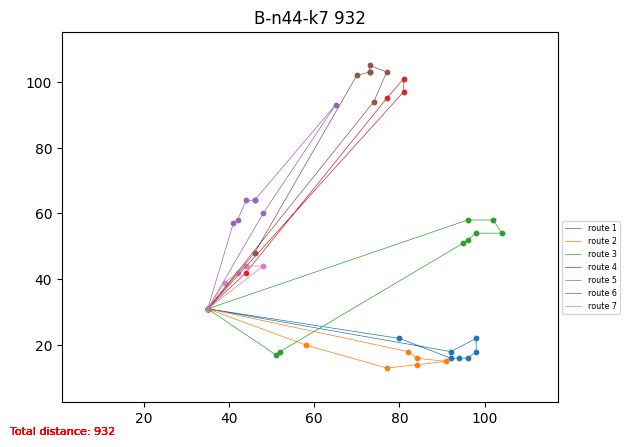 B-n44-k7 932
100
80
60
40
20
20
40
60
80
100
route 1
route 2
route 3
route 4
route 5
route 6
route 7
Total distance: 932